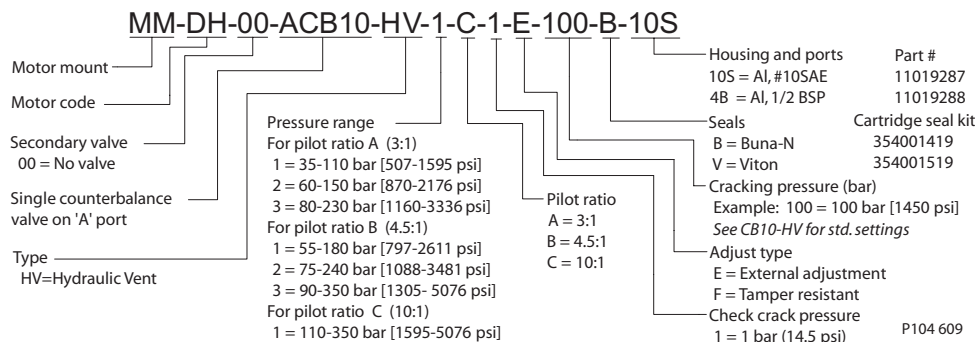 MM-DH-00-ACB10-HV-1-C-1-E-100-B-10S
Motor mount
Motor code
Secondary valve
00 = No valve
Single counterbalance
valve on 'A' port
Type
HV=Hydraulic Vent
Pressure range
For pilot ratio A (3:1)
1 = 35-110 bar [507-1595 psi]
2 = 60-150 bar [870-2176 psi]
3 = 80-230 bar [1160-3336 psi]
For pilot ratio B (4.5:1)
1 = 55-180 bar [797-2611 psi]
2 = 75-240 bar [1088-3481 psi]
3 = 90-350 bar [1305- 5076 psi]
For pilot ratio C (10:1)
1 = 110-350 bar [1595-5076 psi]
Pilot ratio
A = 3:1
B = 4.5:1
C = 10:1
Housing and ports Part #
10S = Al, #10SAE 11019287
4B = Al, 1/2 BSP 11019288
Seals Cartridge seal kit
B = Buna-N 354001419
V = Viton 354001519
Cracking pressure (bar)
Example: 100 = 100 bar [1450 psi]
See CB10-HV for std. settings
Adjust type
E = External adjustment
F = Tamper resistant
Check crack pressure
1 = 1 bar (14.5 psi)
P104 609